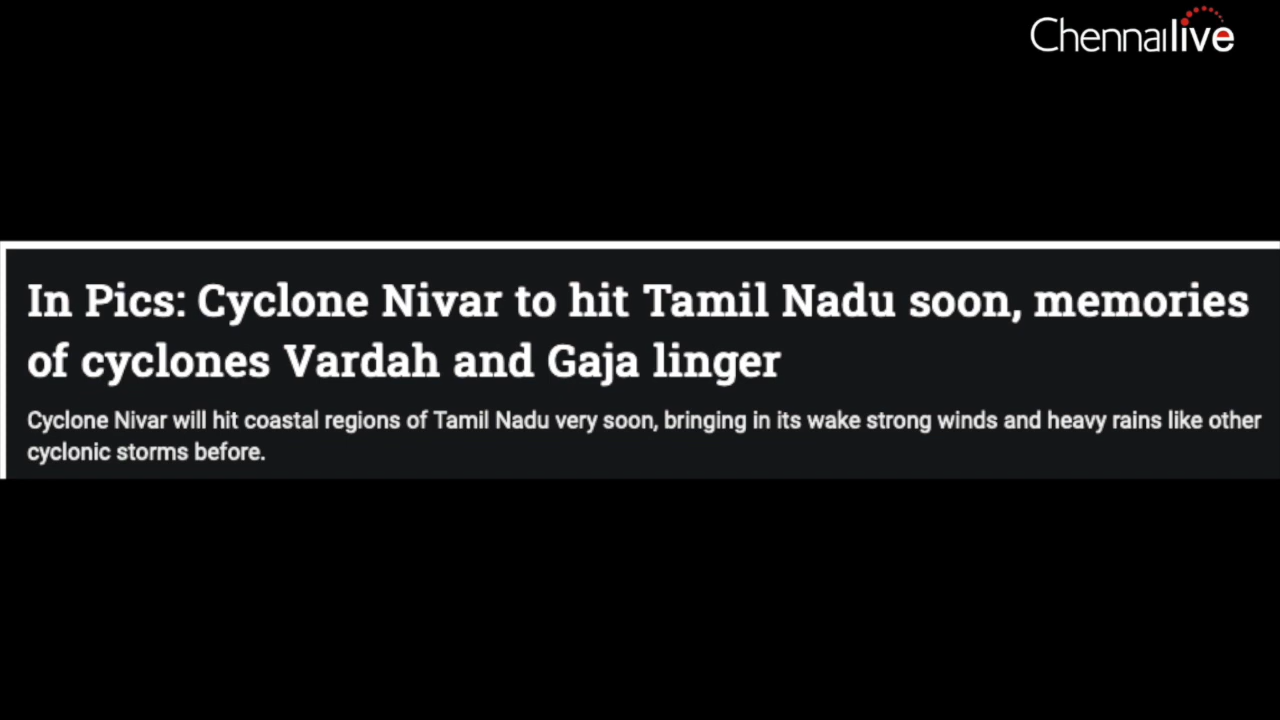 Chennailive
In Pics: Cyclone Nivar to hit Tamil Nadu soon, memories
of cyclones Vardah and Gaja linger
Cyclone Nivar will hit coastal regions of Tamil Nadu very soon, bringing in its wake strong winds and heavy rains like other
cyclonic storms before.